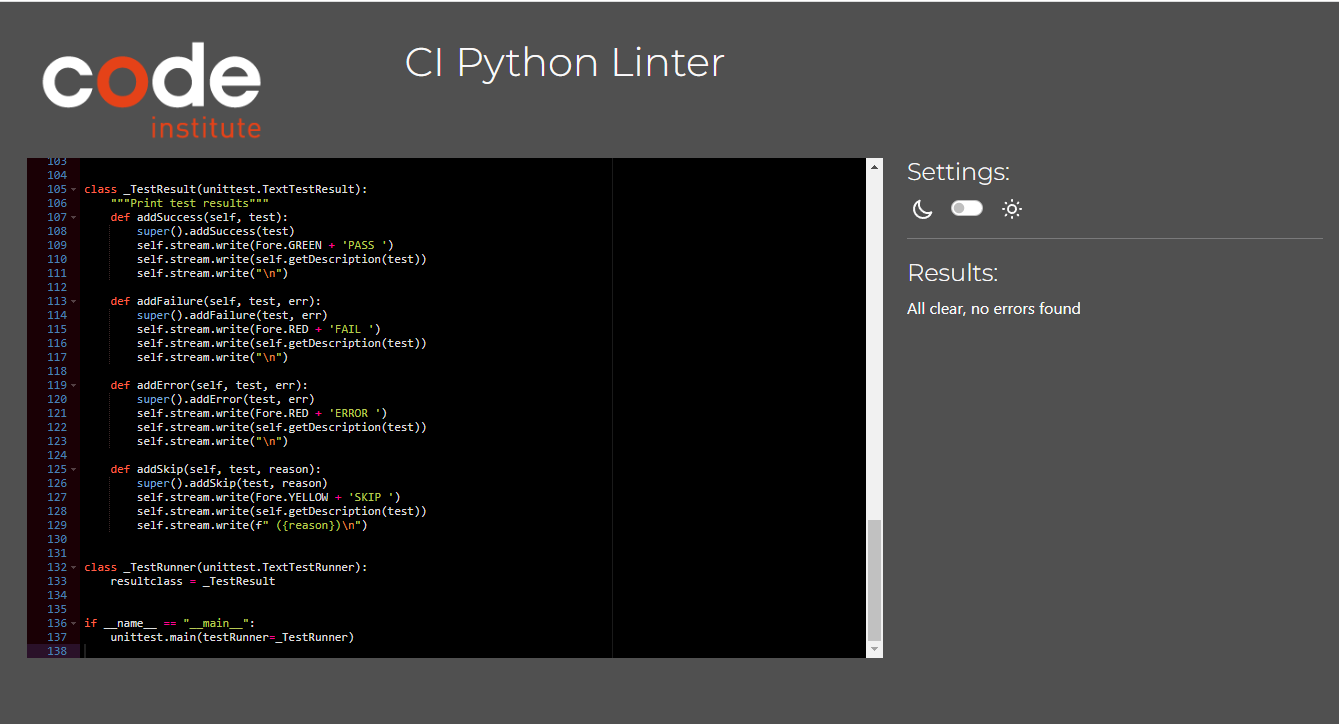 code
institute
CI Python Linter
103
104
105 class _TestResult(unittest.TextTestResult):
106 """Print test results"""
107 def addSuccess(self, test):
108 super().addSuccess(test)
109 self.stream.write(Fore.GREEN + 'PASS ')
110 self.stream.write(self.getDescription(test))
111 self.stream.write("\n")
112
113 def addFailure(self, test, err):
114 super().addFailure(test, err)
115 self.stream.write(Fore.RED + 'FAIL ')
116 self.stream.write(self.getDescription(test))
117 self.stream.write("\n")
118
119 def addError(self, test, err):
120 super().addError(test, err)
121 self.stream.write(Fore.RED + 'ERROR ')
122 self.stream.write(self.getDescription(test))
123 self.stream.write("\n")
124
125 def addSkip(self, test, reason):
126 super().addSkip(test, reason)
127 self.stream.write(Fore.YELLOW + 'SKIP ')
128 self.stream.write(self.getDescription(test))
129 self.stream.write(f" ({reason})\n")
130
131
132 class _TestRunner(unittest.TextTestRunner):
133 resultclass = _TestResult
134
135
136 if __name__ == "__main__":
137 unittest.main(testRunner=_TestRunner)
138
Settings:
Results:
All clear, no errors found